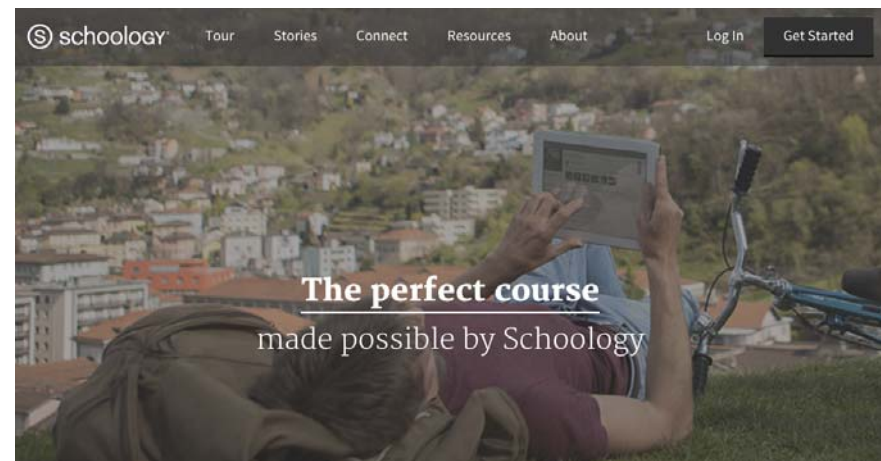 schoology
Tour
Stories
Connect
Resources
About
Log In
Get Started
The perfect course
made possible by Schoology